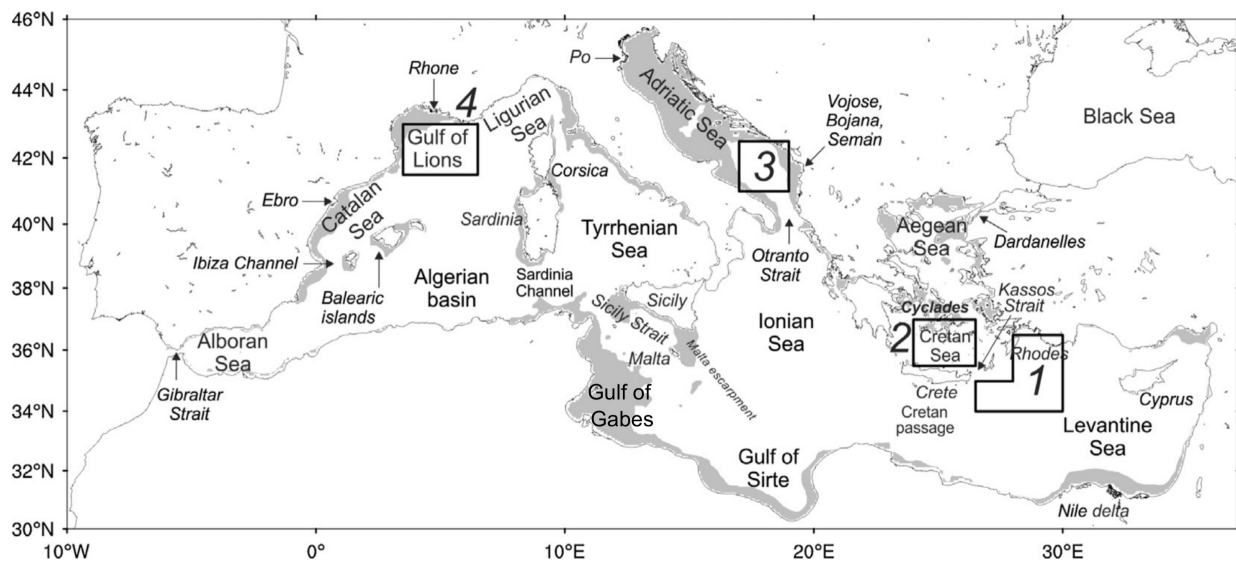 46°N
44°N
42°N
40°N
38°N
36°N
34°N
32°N
30°N
10°W
0°
10°E
20°E
30°E
Rhone
4
Ligurian
Sea
Gulf of
Lions
Corsica
Ebro
Catalan
Sea
Sardinia
Ibiza Channel
Balearic
islands
Algerian
basin
Sardinia
Channel
Tyrrhenian
Sea
Alboran
Sea
Gibraltar
Strait
Po
Adriatic Sea
3
Vojose,
Bojana,
Seman
Black Sea
Otranto
Strait
Aegean
Sea
Dardanelles
Sicily Strait
Sicily
Malta
Malta escarpment
Ionian
Sea
Cyclades
Kassos
Strait
2
Cretan
Sea
Rhodes
1
Crete
Cretan
passage
Cyprus
Levantine
Sea
Gulf of
Gabes
Gulf of
Sirte
Nile delta